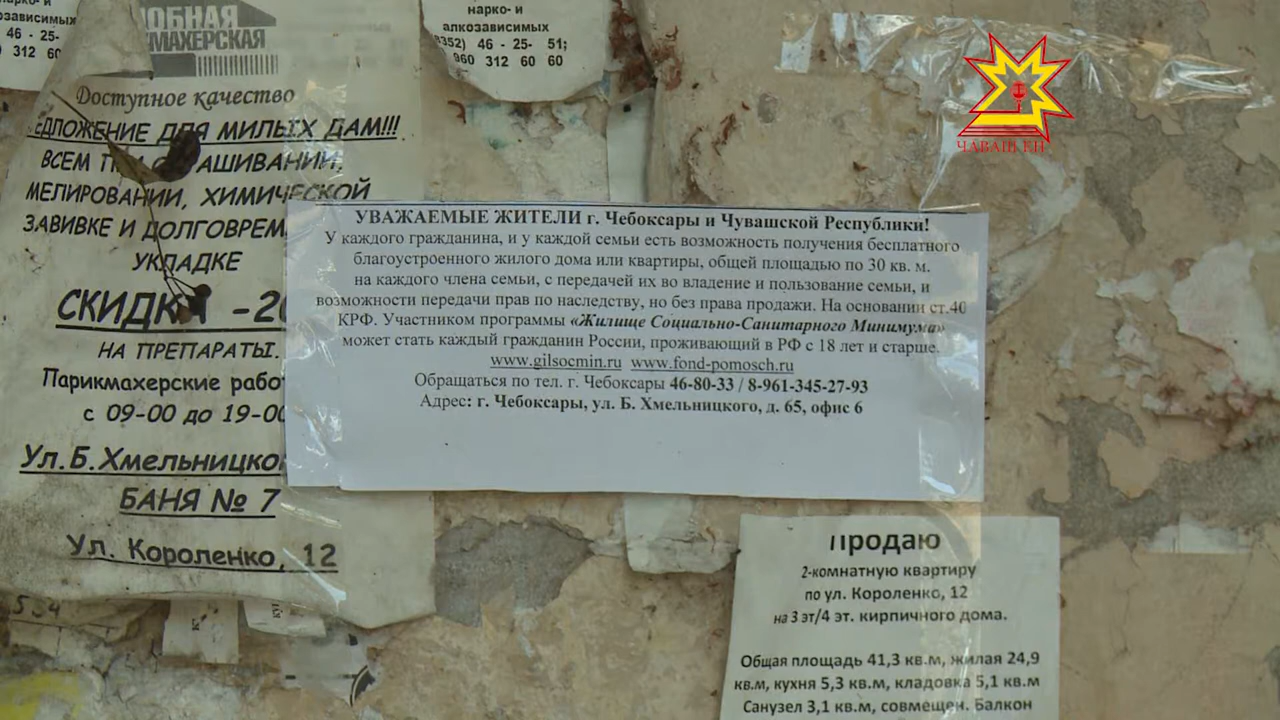 нарко- и
алкозависимых
(8352) 46 - 25- 51;
960 312 60 60
зависимых
46 - 25-
312 60
Доступное качество
ДЛЯ МИЛЫХ ДАМ!!!
ВСЕМ
МЕЛИРОВАНИИ, ХИМИЧЕСКОЙ
ЗАВИВКЕ И
УКЛАДКЕ
НА ПРЕПАРАТЫ.
Парикмахерские
с 09-00 до 19-00
Ул.Б.
БАНЯ № 7
Ул. Короленко, 12
УВАЖАЕМЫЕ ЖИТЕЛИ г. Чебоксары и Чувашской Республики!
У каждого гражданина, и у каждой семьи есть возможность получения бесплатного
благоустроенного жилого дома или квартиры, общей площадью по 30 кв. м.
на каждого члена семьи, с передачей их во владение и пользование семьи, и
возможности передачи прав по наследству, но без права продажи. На основании ст.40
КРФ. Участником программы «Жилище Социально-Санитарного Минимума»
может стать каждый гражданин России, проживающий в РФ с 18 лет и старше.
www.gilsocmin.ru www.fond-pomosch.ru
Обращаться по тел. г. Чебоксары 46-80-33 / 8-961-345-27-93
Адрес: г. Чебоксары, ул. Б. Хмельницкого, д. 65, офис 6
Продаю
2-комнатную квартиру
по ул. Короленко, 12
на 3 эт/4 эт. кирпичного дома.
Общая площадь 41,3 кв.м, жилая 24,9
кв.м, кухня 5,3 кв.м, кладовка 5,1 кв.м
Санузел 3,1 кв.м, совмещен. Балкон
ЧАВАШ ЕН